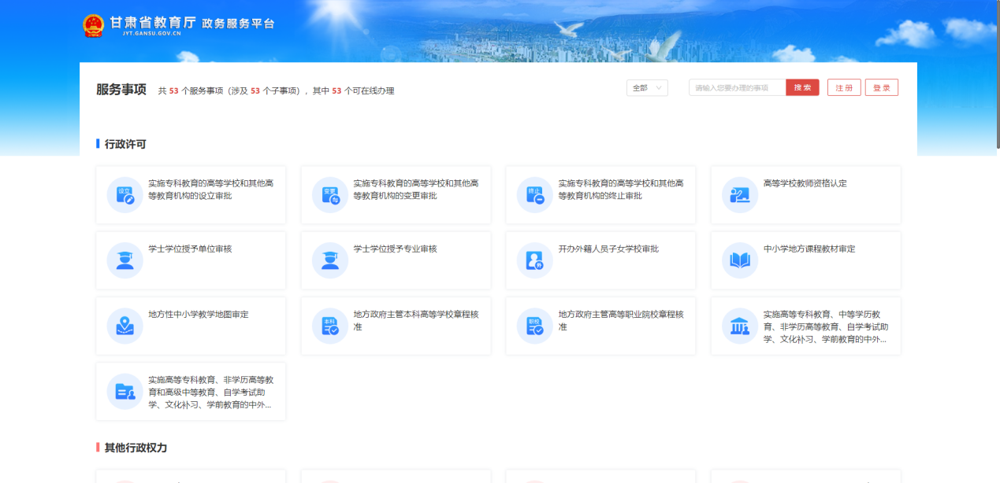 甘肃省教育厅 政务服务平台
JYT.GANSU.GOV.CN
服务事项 共 53 个服务事项（涉及 53 个子事项），其中 53 个可在线办理
全部 请输入您要办理的事项 搜 索 注 册 登 录
行政许可
设立
实施专科教育的高等学校和其他高
等教育机构的设立审批
变更
实施专科教育的高等学校和其他高
等教育机构的变更审批
终止
实施专科教育的高等学校和其他高
等教育机构的终止审批
高等学校教师资格认定
学士学位授予单位审核
学士学位授予专业审核
外
开办外籍人员子女学校审批
中小学地方课程教材审定
地方性中小学教学地图审定
本科
地方政府主管本科高等学校章程核
准
职校
地方政府主管高等职业院校章程核
准
实施高等专科教育、中等学历教
育、非学历高等教育、自学考试助
学、文化补习、学前教育的中外...
实施高等专科教育、非学历高等教
育和高级中等教育、自学考试助
学、文化补习、学前教育的中外...
其他行政权力